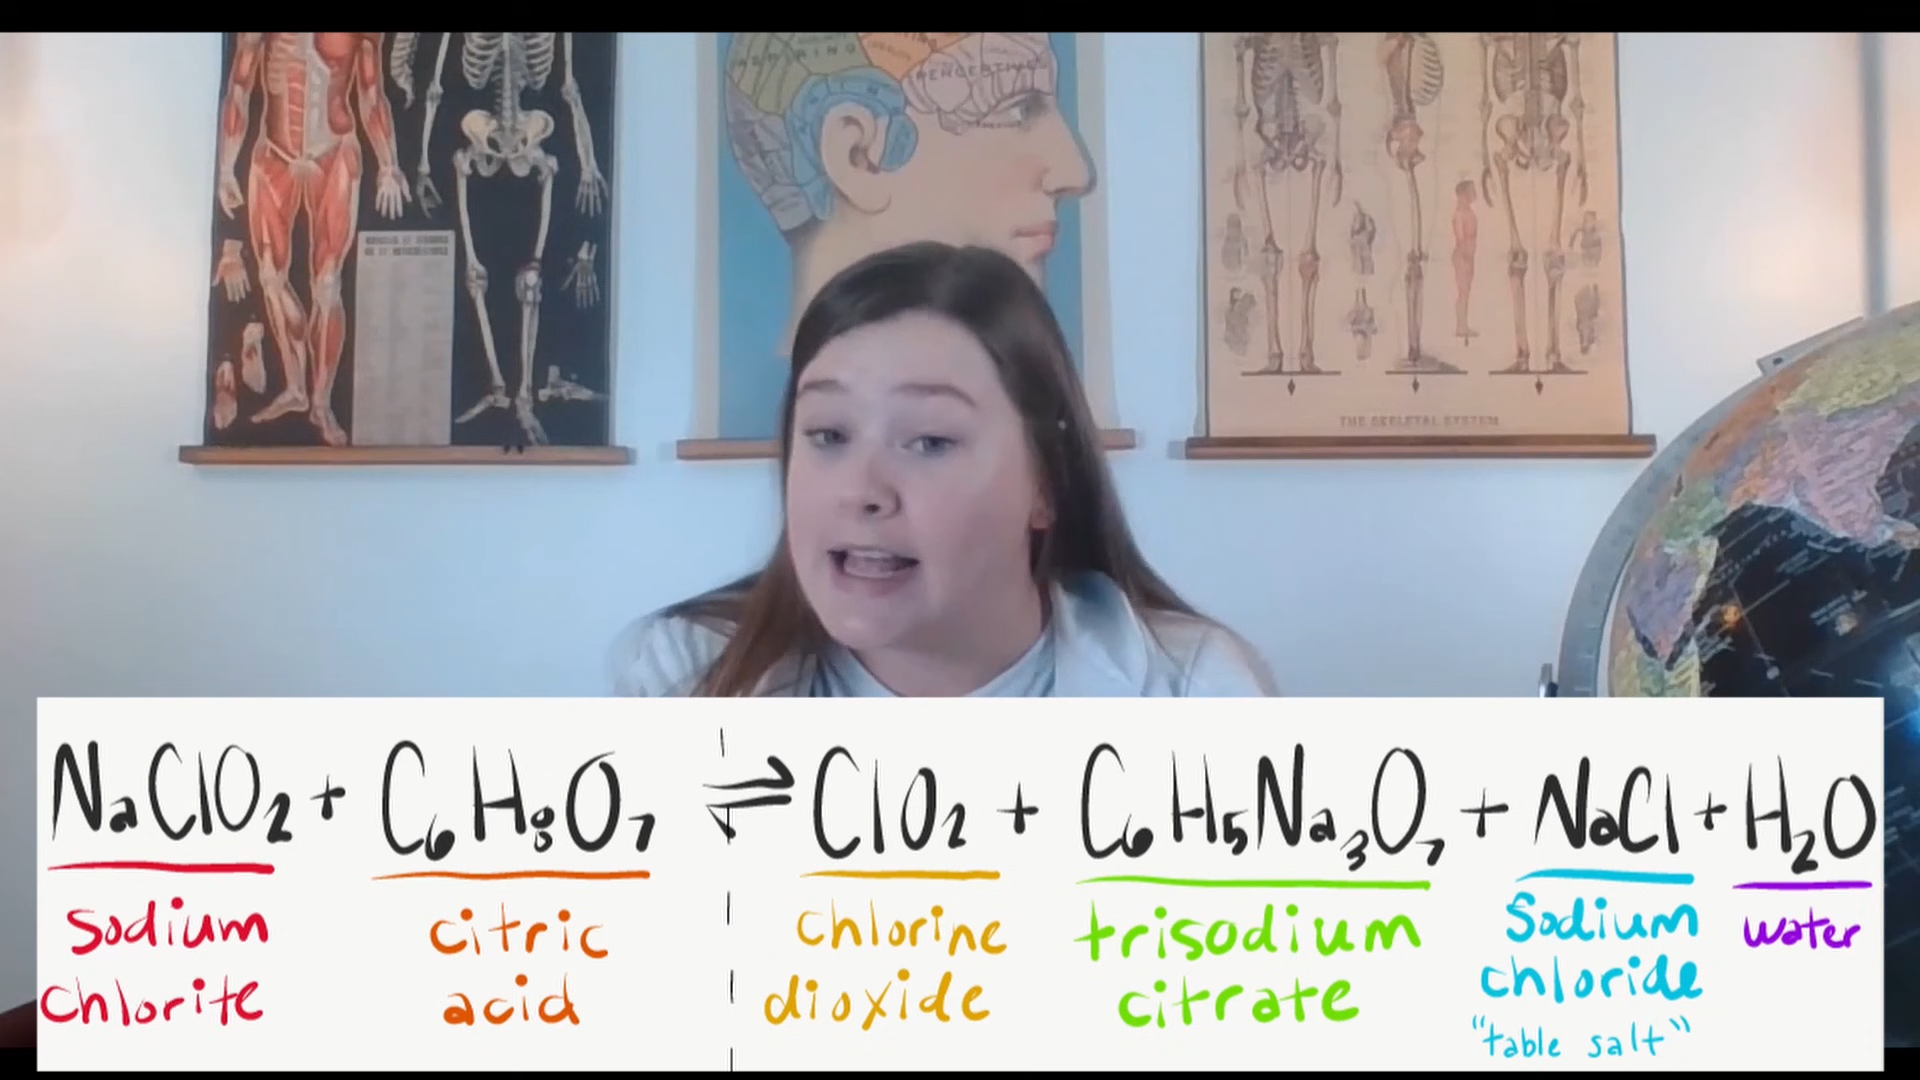 PERCEPTIVE
THE SKELETAL SYSTEM
NaClO₂ + C₆H₈O₇ ⇌ ClO₂ + C₆H₅Na₃O₇ + NaCl + H₂O
Sodium chlorite
citric acid
chlorine dioxide
trisodium citrate
Sodium chloride
"table salt"
water